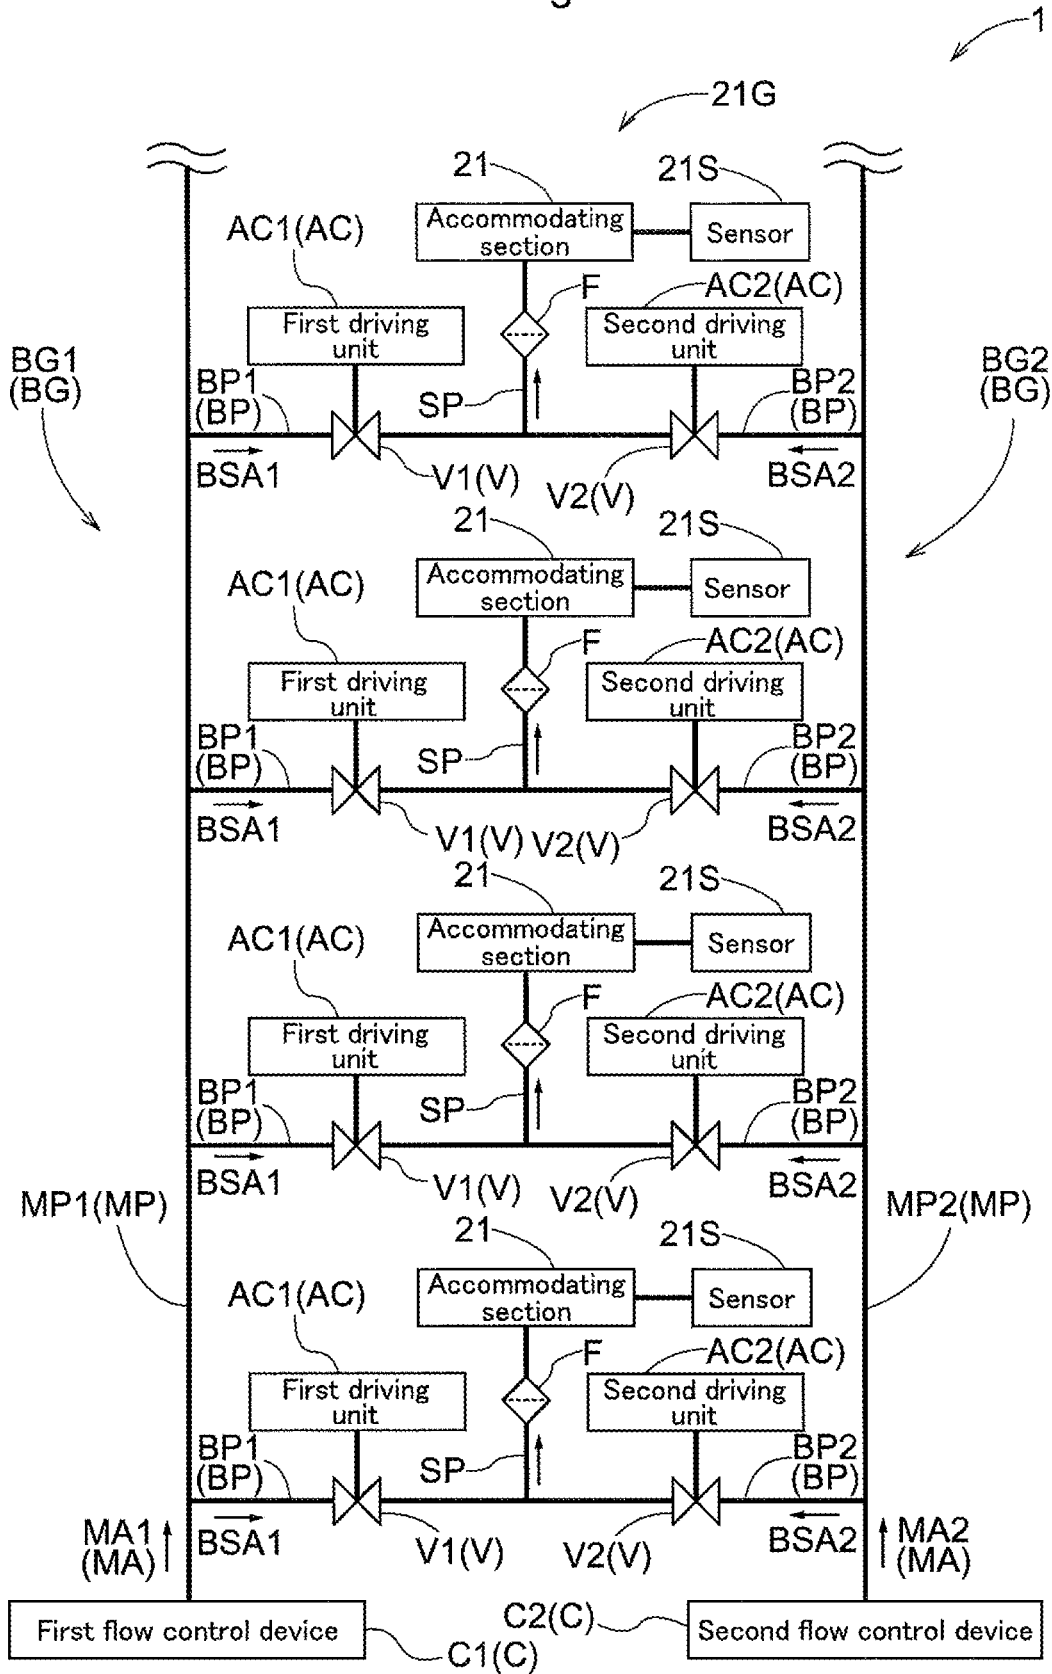 1
21G
21
21S
AC1(AC)
Accommodating
section
Sensor
F
AC2(AC)
First driving
unit
Second driving
unit
BG1
(BG)
BG2
(BG)
BP1
(BP)
SP
BP2
(BP)
BSA1
V1(V)
V2(V)
BSA2
21
21S
AC1(AC)
Accommodating
section
Sensor
F
AC2(AC)
First driving
unit
Second driving
unit
BP1
(BP)
SP
BP2
(BP)
BSA1
V1(V)
V2(V)
BSA2
21
21S
AC1(AC)
Accommodating
section
Sensor
F
AC2(AC)
First driving
unit
Second driving
unit
BP1
(BP)
SP
BP2
(BP)
BSA1
V1(V)
V2(V)
BSA2
MP1(MP)
MP2(MP)
21
21S
AC1(AC)
Accommodating
section
Sensor
F
AC2(AC)
First driving
unit
Second driving
unit
BP1
(BP)
SP
BP2
(BP)
MA1
(MA)
BSA1
V1(V)
V2(V)
BSA2
MA2
(MA)
First flow control device
C1(C)
C2(C)
Second flow control device